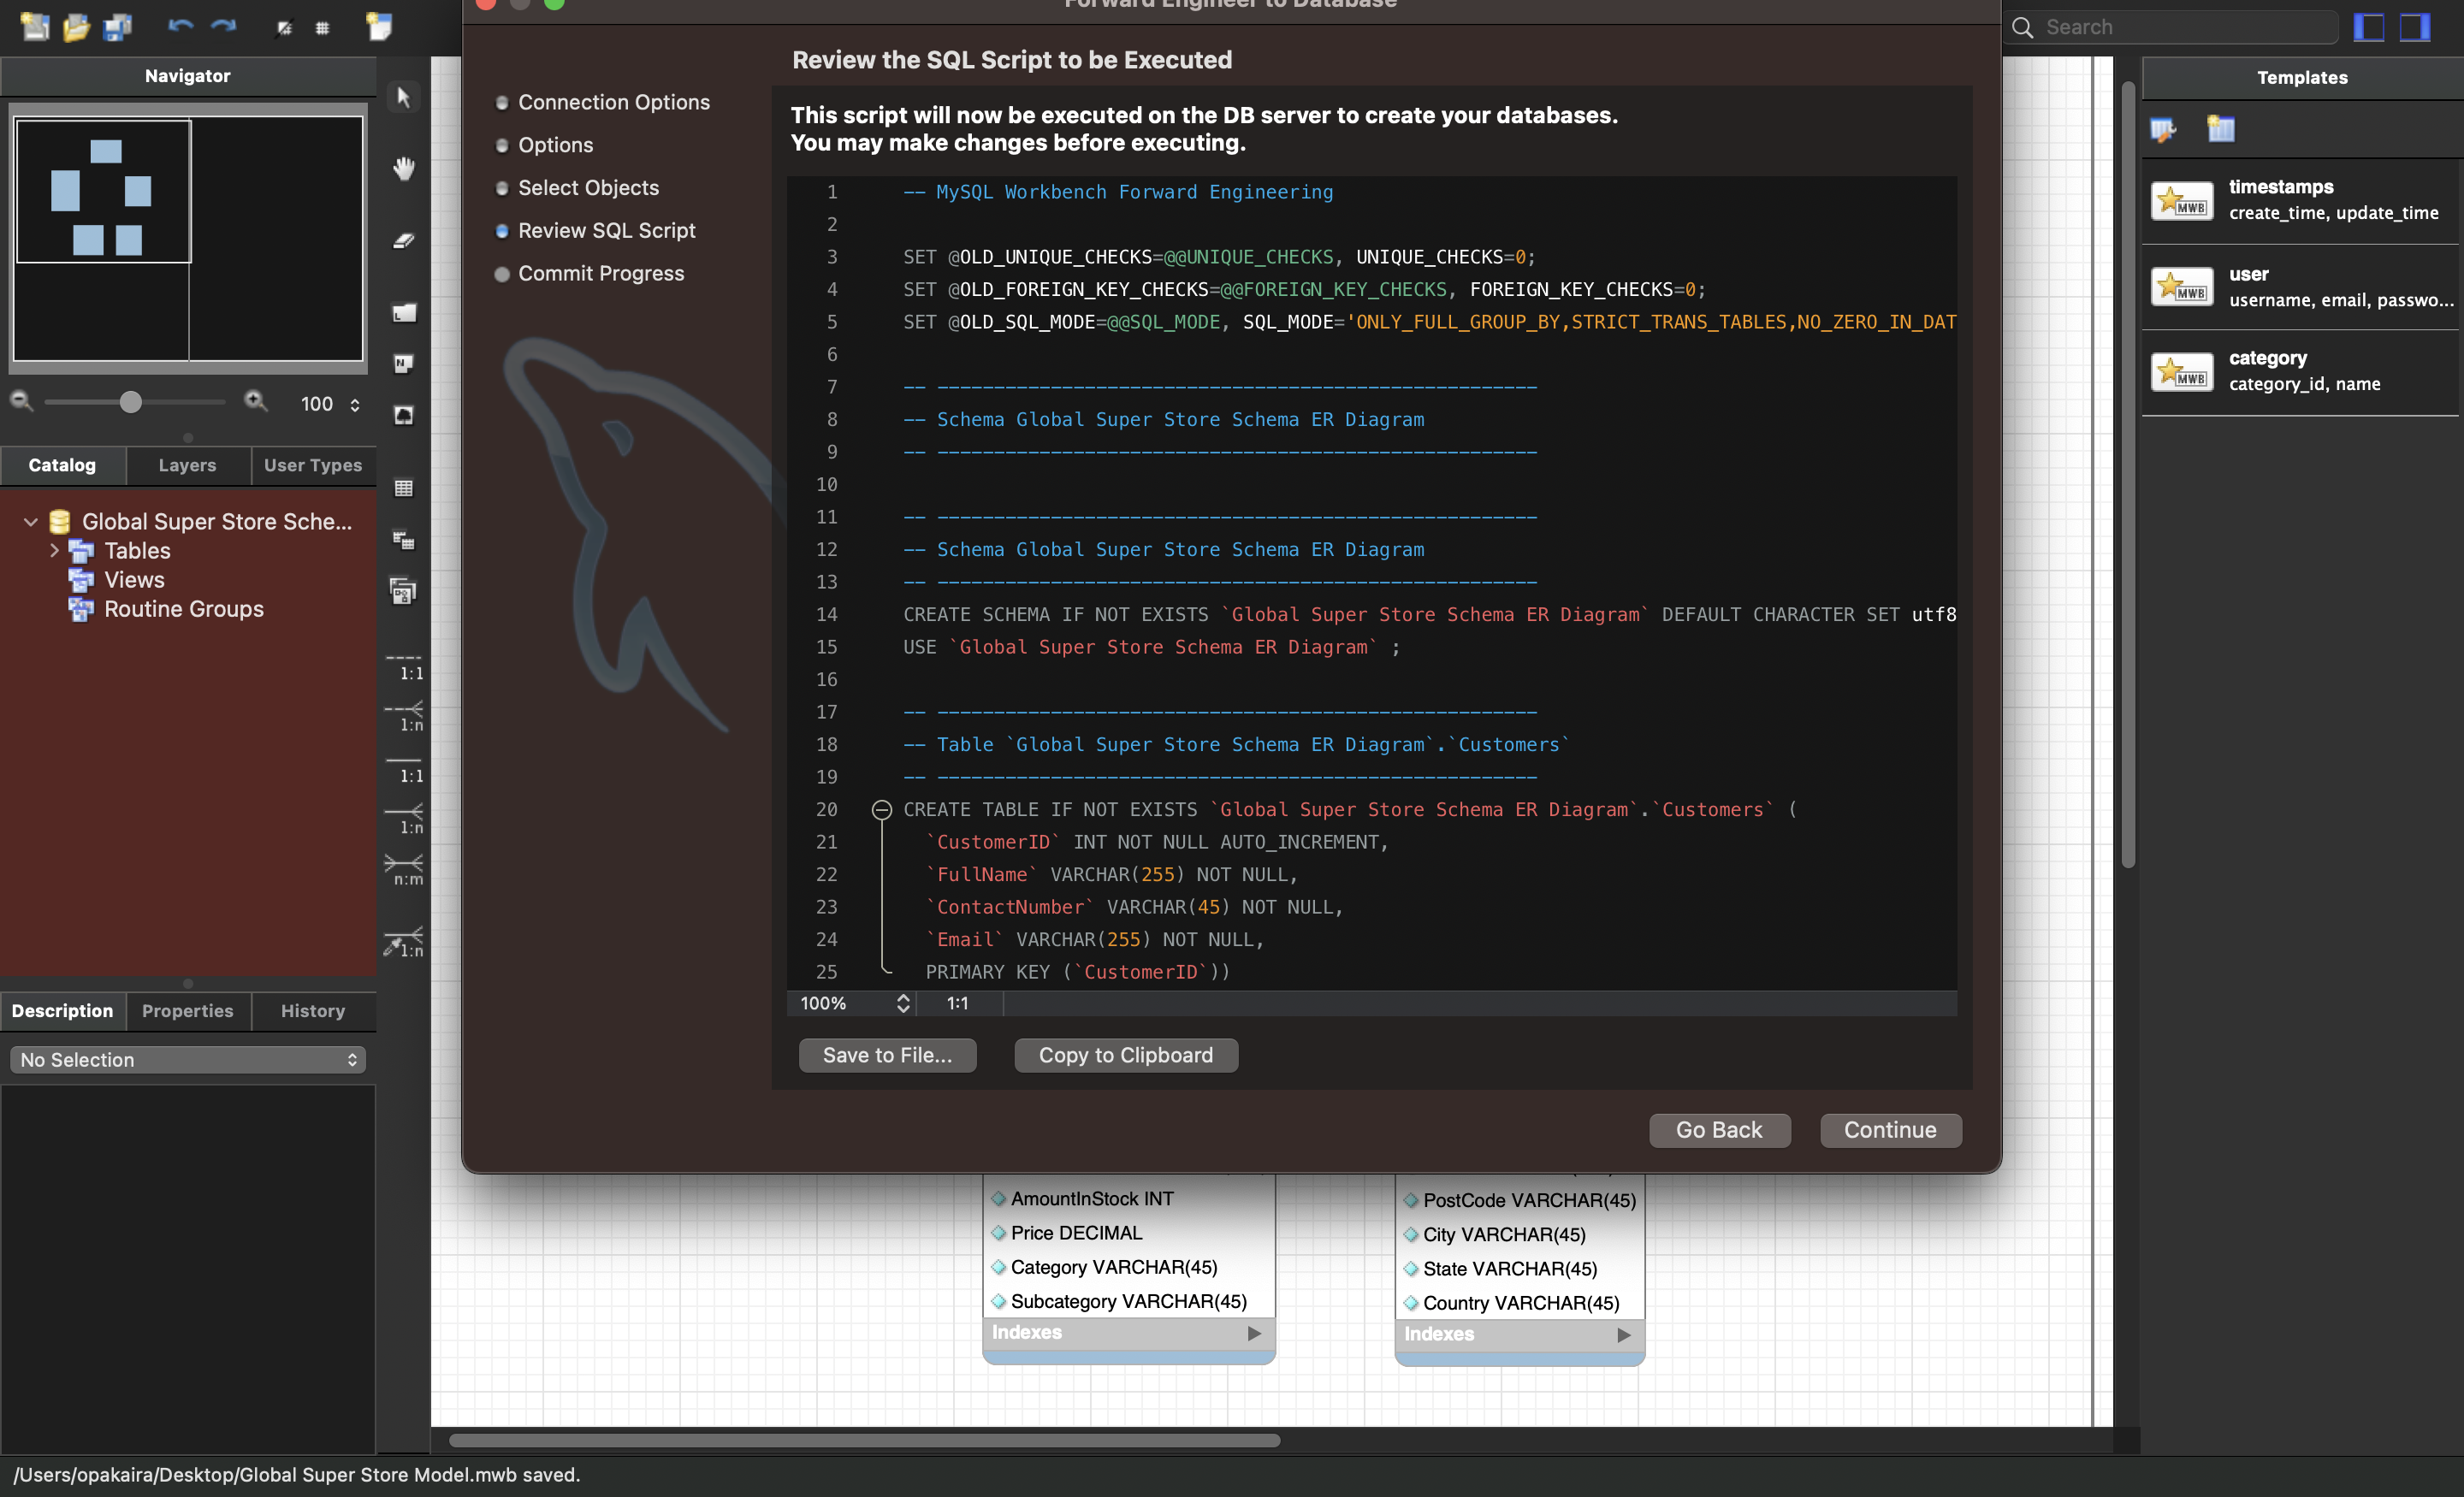 Forward Engineer to Database
Search
Navigator
100
Catalog
Layers
User Types
Global Super Store Sche...
Tables
Views
Routine Groups
Description
Properties
History
No Selection
1:1
1:n
1:1
1:n
n:m
1:n
Connection Options
Options
Select Objects
Review SQL Script
Commit Progress
Review the SQL Script to be Executed
This script will now be executed on the DB server to create your databases.
You may make changes before executing.
1 -- MySQL Workbench Forward Engineering
2
3 SET @OLD_UNIQUE_CHECKS=@@UNIQUE_CHECKS, UNIQUE_CHECKS=0;
4 SET @OLD_FOREIGN_KEY_CHECKS=@@FOREIGN_KEY_CHECKS, FOREIGN_KEY_CHECKS=0;
5 SET @OLD_SQL_MODE=@@SQL_MODE, SQL_MODE='ONLY_FULL_GROUP_BY,STRICT_TRANS_TABLES,NO_ZERO_IN_DAT
6
7 -- -----------------------------------------------------
8 -- Schema Global Super Store Schema ER Diagram
9 -- -----------------------------------------------------
10
11 -- -----------------------------------------------------
12 -- Schema Global Super Store Schema ER Diagram
13 -- -----------------------------------------------------
14 CREATE SCHEMA IF NOT EXISTS `Global Super Store Schema ER Diagram` DEFAULT CHARACTER SET utf8
15 USE `Global Super Store Schema ER Diagram` ;
16
17 -- -----------------------------------------------------
18 -- Table `Global Super Store Schema ER Diagram`.`Customers`
19 -- -----------------------------------------------------
20 CREATE TABLE IF NOT EXISTS `Global Super Store Schema ER Diagram`.`Customers` (
21 `CustomerID` INT NOT NULL AUTO_INCREMENT,
22 `FullName` VARCHAR(255) NOT NULL,
23 `ContactNumber` VARCHAR(45) NOT NULL,
24 `Email` VARCHAR(255) NOT NULL,
25 PRIMARY KEY (`CustomerID`))
100% 1:1
Save to File...
Copy to Clipboard
Go Back
Continue
AmountInStock INT
Price DECIMAL
Category VARCHAR(45)
Subcategory VARCHAR(45)
Indexes
PostCode VARCHAR(45)
City VARCHAR(45)
State VARCHAR(45)
Country VARCHAR(45)
Indexes
Templates
MWB
timestamps
create_time, update_time
MWB
user
username, email, passwo...
MWB
category
category_id, name
/Users/opakaira/Desktop/Global Super Store Model.mwb saved.